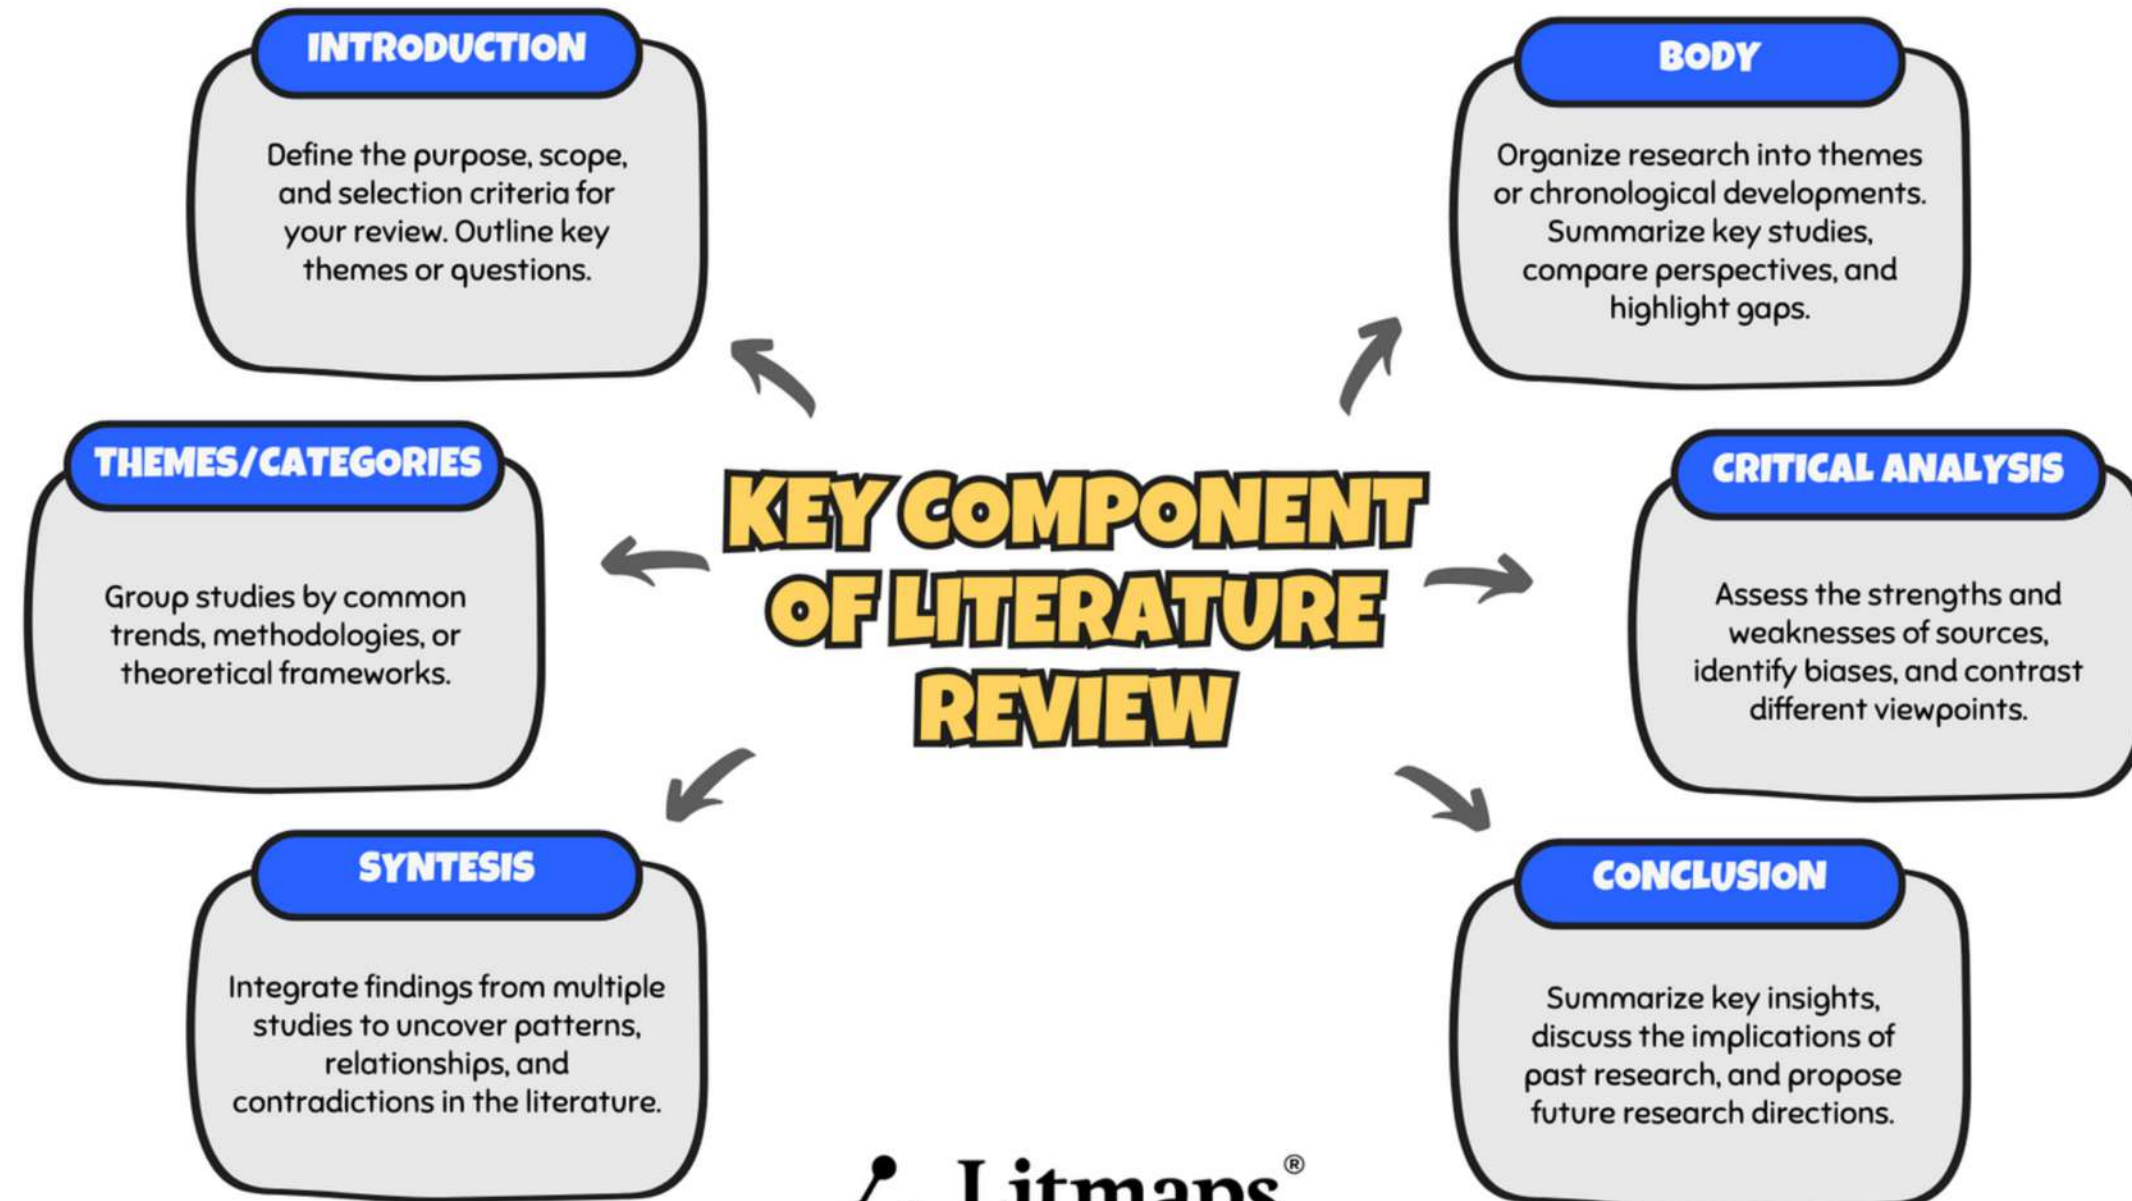 INTRODUCTION
Define the purpose, scope,
and selection criteria for
your review. Outline key
themes or questions.
BODY
Organize research into themes
or chronological developments.
Summarize key studies,
compare perspectives, and
highlight gaps.
THEMES/CATEGORIES
Group studies by common
trends, methodologies, or
theoretical frameworks.
KEY COMPONENT
OF LITERATURE
REVIEW
CRITICAL ANALYSIS
Assess the strengths and
weaknesses of sources,
identify biases, and contrast
different viewpoints.
SYNTESIS
Integrate findings from multiple
studies to uncover patterns,
relationships, and
contradictions in the literature.
CONCLUSION
Summarize key insights,
discuss the implications of
past research, and propose
future research directions.
Litmaps®